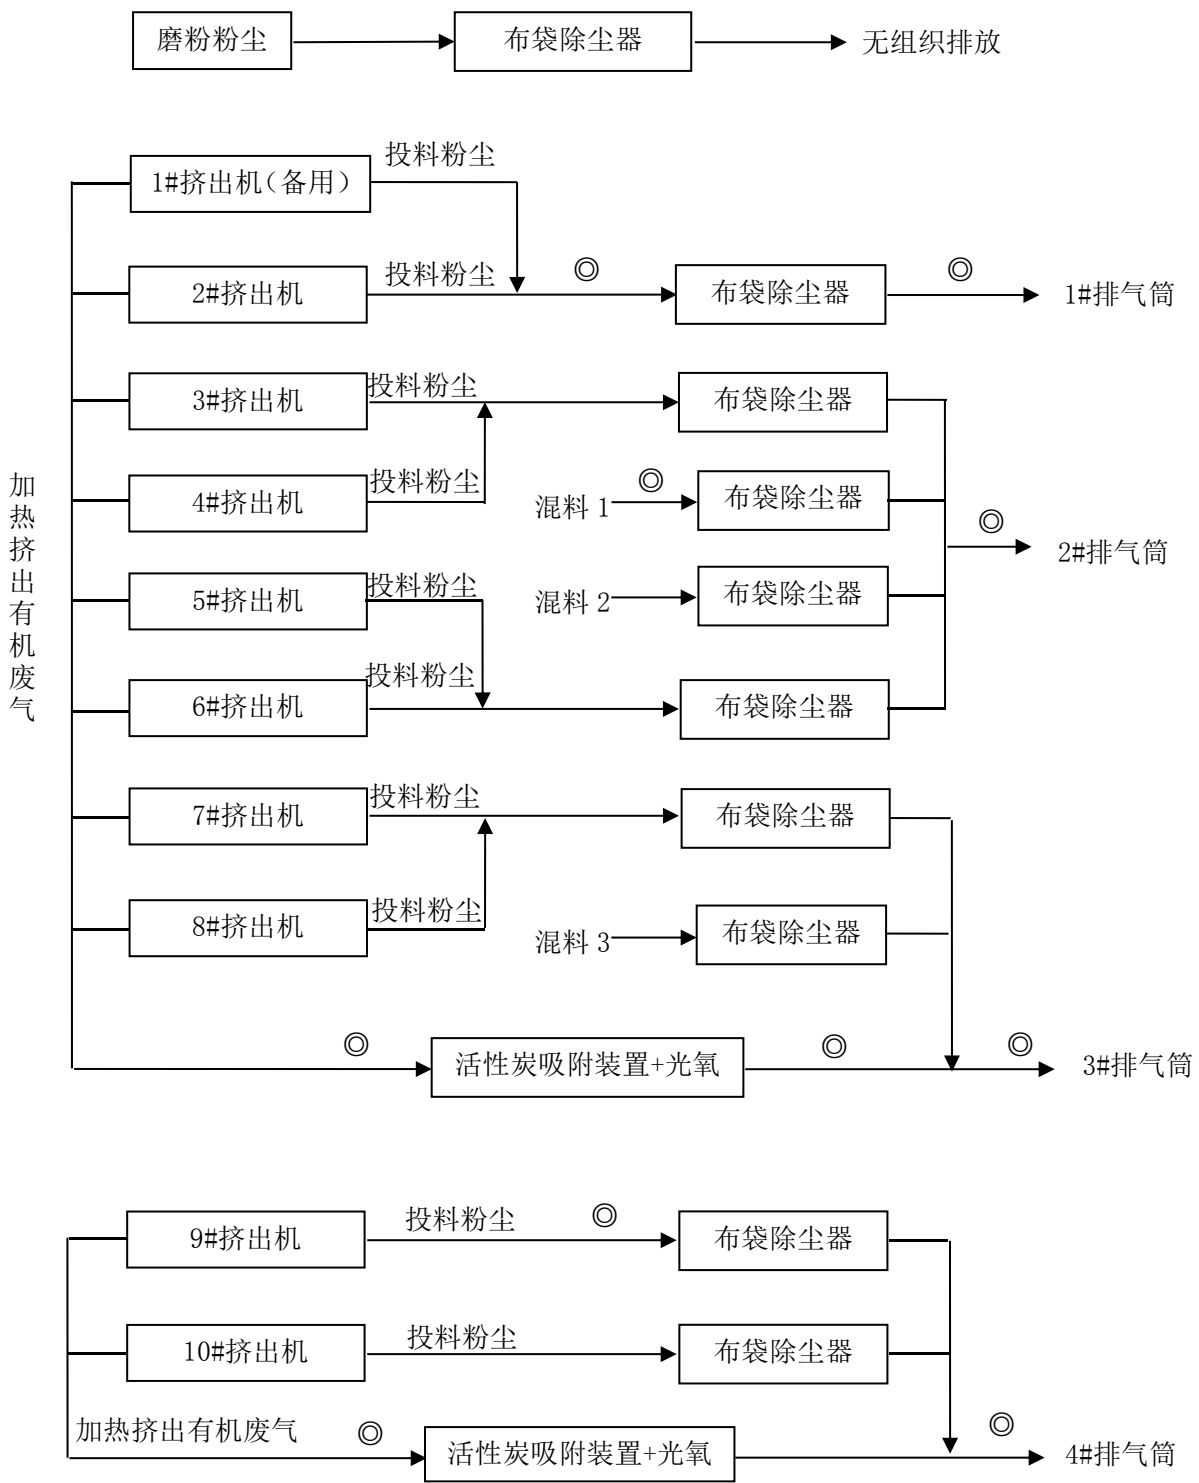 磨粉粉尘
布袋除尘器
无组织排放
投料粉尘
1#挤出机(备用)
投料粉尘
◎
◎
2#挤出机
布袋除尘器
1#排气筒
投料粉尘
3#挤出机
布袋除尘器
投料粉尘
◎
4#挤出机
混料 1
布袋除尘器
◎
2#排气筒
加热挤出有机废气
投料粉尘
5#挤出机
混料 2
布袋除尘器
投料粉尘
6#挤出机
布袋除尘器
投料粉尘
7#挤出机
布袋除尘器
投料粉尘
8#挤出机
混料 3
布袋除尘器
◎
活性炭吸附装置+光氧
◎
◎
3#排气筒
投料粉尘
◎
9#挤出机
布袋除尘器
投料粉尘
10#挤出机
布袋除尘器
加热挤出有机废气
◎
活性炭吸附装置+光氧
◎
4#排气筒